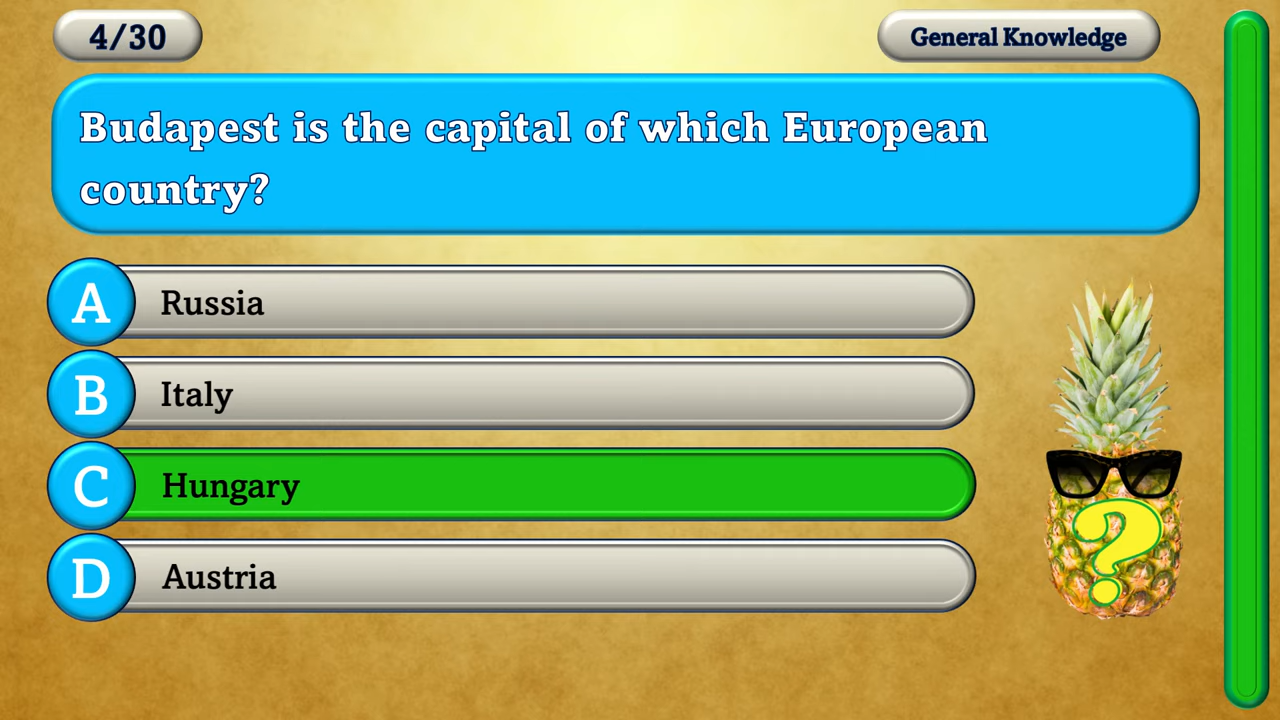 4/30
General Knowledge
Budapest is the capital of which European
country?
A Russia
B Italy
C Hungary
D Austria
?